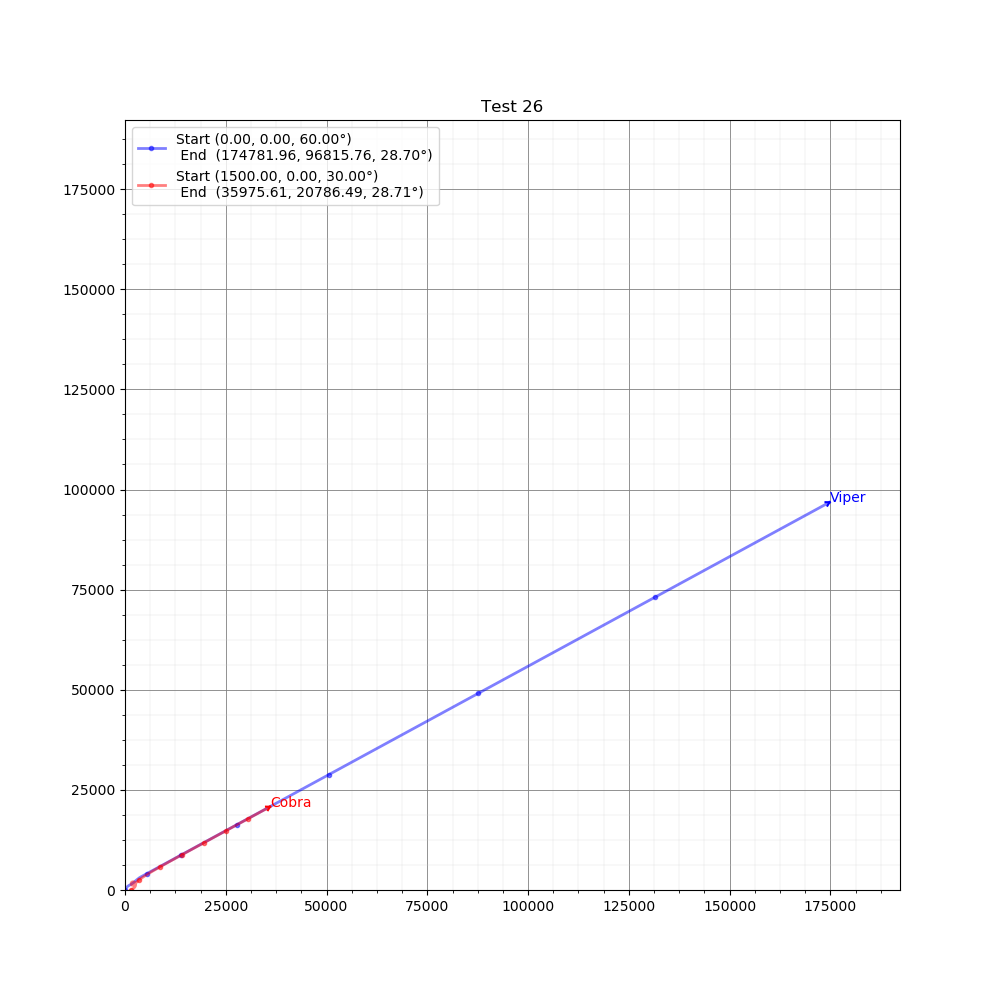 Test 26
Start (0.00, 0.00, 60.00°)
End (174781.96, 96815.76, 28.70°)
Start (1500.00, 0.00, 30.00°)
End (35975.61, 20786.49, 28.71°)
175000
150000
125000
100000
75000
50000
25000
0
Viper
Cobra
0 25000 50000 75000 100000 125000 150000 175000